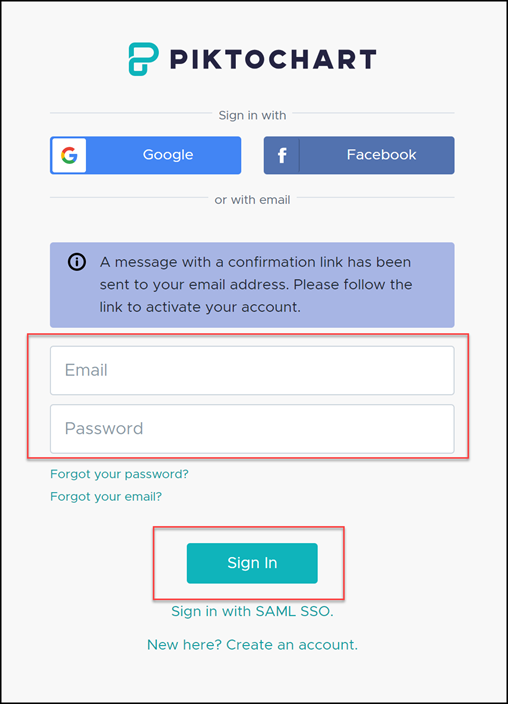 PIKTOCHART
Sign in with
Google
Facebook
or with email
A message with a confirmation link has been
sent to your email address. Please follow the
link to activate your account.
Email
Password
Forgot your password?
Forgot your email?
Sign In
Sign in with SAML SSO.
New here? Create an account.